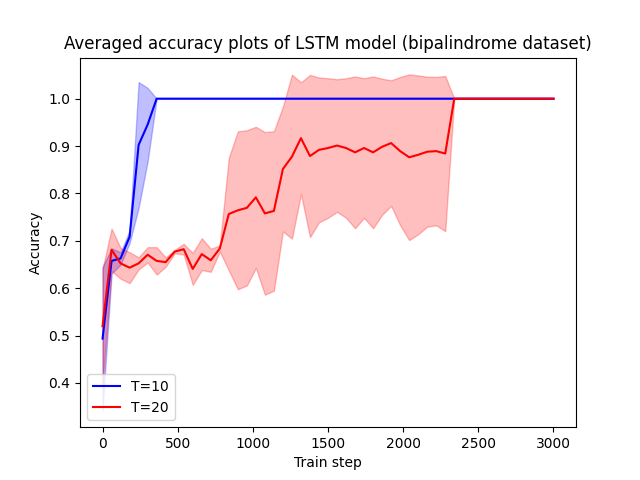 Averaged accuracy plots of LSTM model (bipalindrome dataset)
1.0
0.9
0.8
0.7
0.6
0.5
0.4
Accuracy
T=10
T=20
0 500 1000 1500 2000 2500 3000
Train step